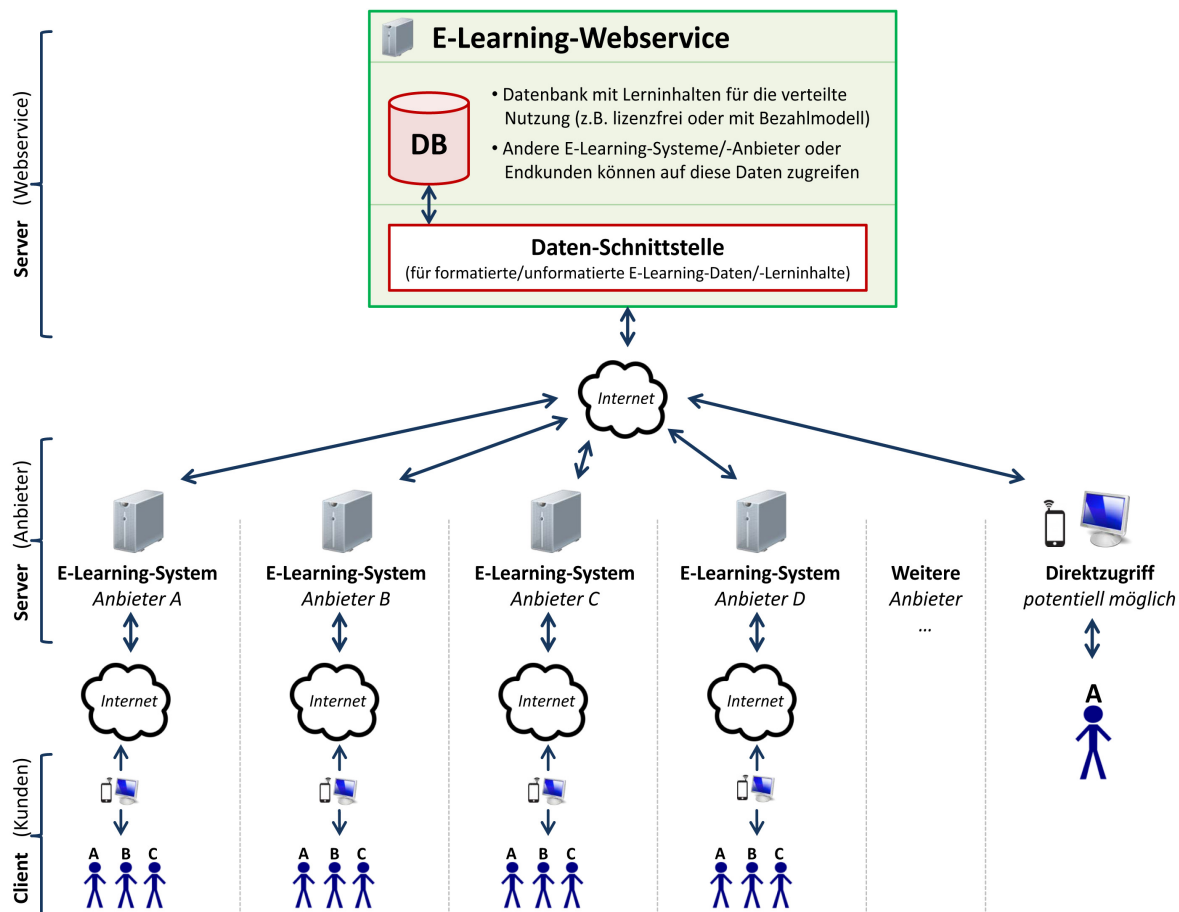 E-Learning-Webservice
DB
• Datenbank mit Lerninhalten für die verteilte
Nutzung (z.B. lizenzfrei oder mit Bezahlmodell)
• Andere E-Learning-Systeme/-Anbieter oder
Endkunden können auf diese Daten zugreifen
Daten-Schnittstelle
(für formatierte/unformatierte E-Learning-Daten/-Lerninhalte)
Server (Webservice)
Internet
Server (Anbieter)
E-Learning-System
Anbieter A
E-Learning-System
Anbieter B
E-Learning-System
Anbieter C
E-Learning-System
Anbieter D
Weitere
Anbieter
...
Direktzugriff
potentiell möglich
A
Internet
Internet
Internet
Internet
Client (Kunden)
A B C
A B C
A B C
A B C